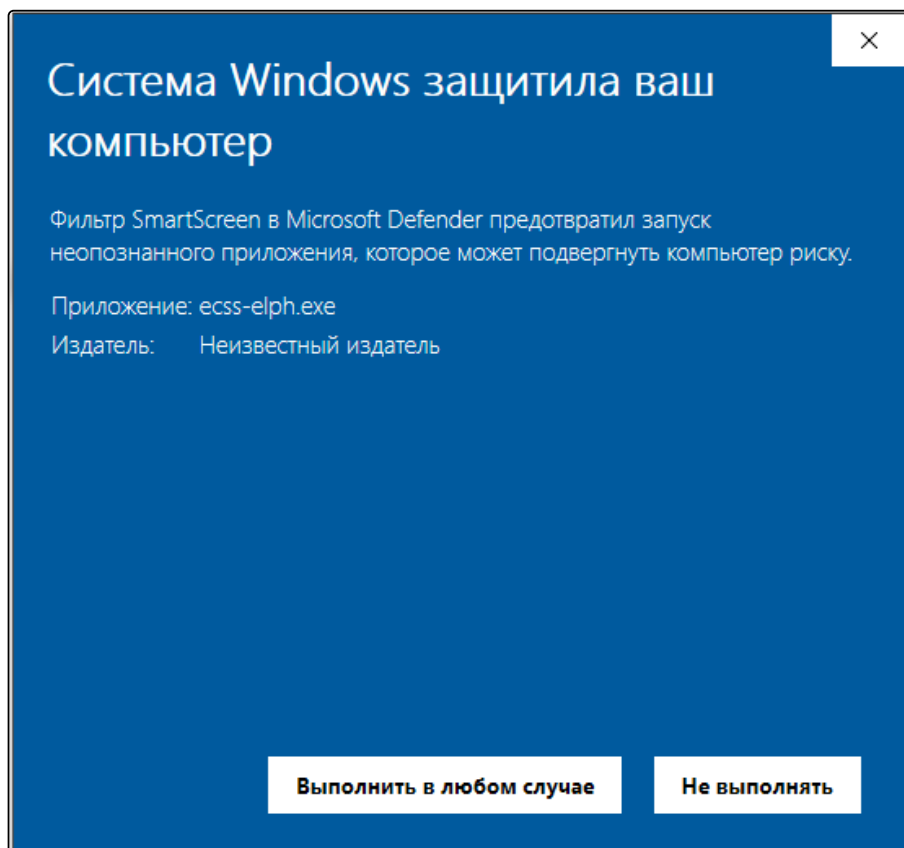 Система Windows защитила ваш
компьютер
Фильтр SmartScreen в Microsoft Defender предотвратил запуск
неопознанного приложения, которое может подвергнуть компьютер риску.
Приложение: ecss-elph.exe
Издатель: Неизвестный издатель
Выполнить в любом случае Не выполнять